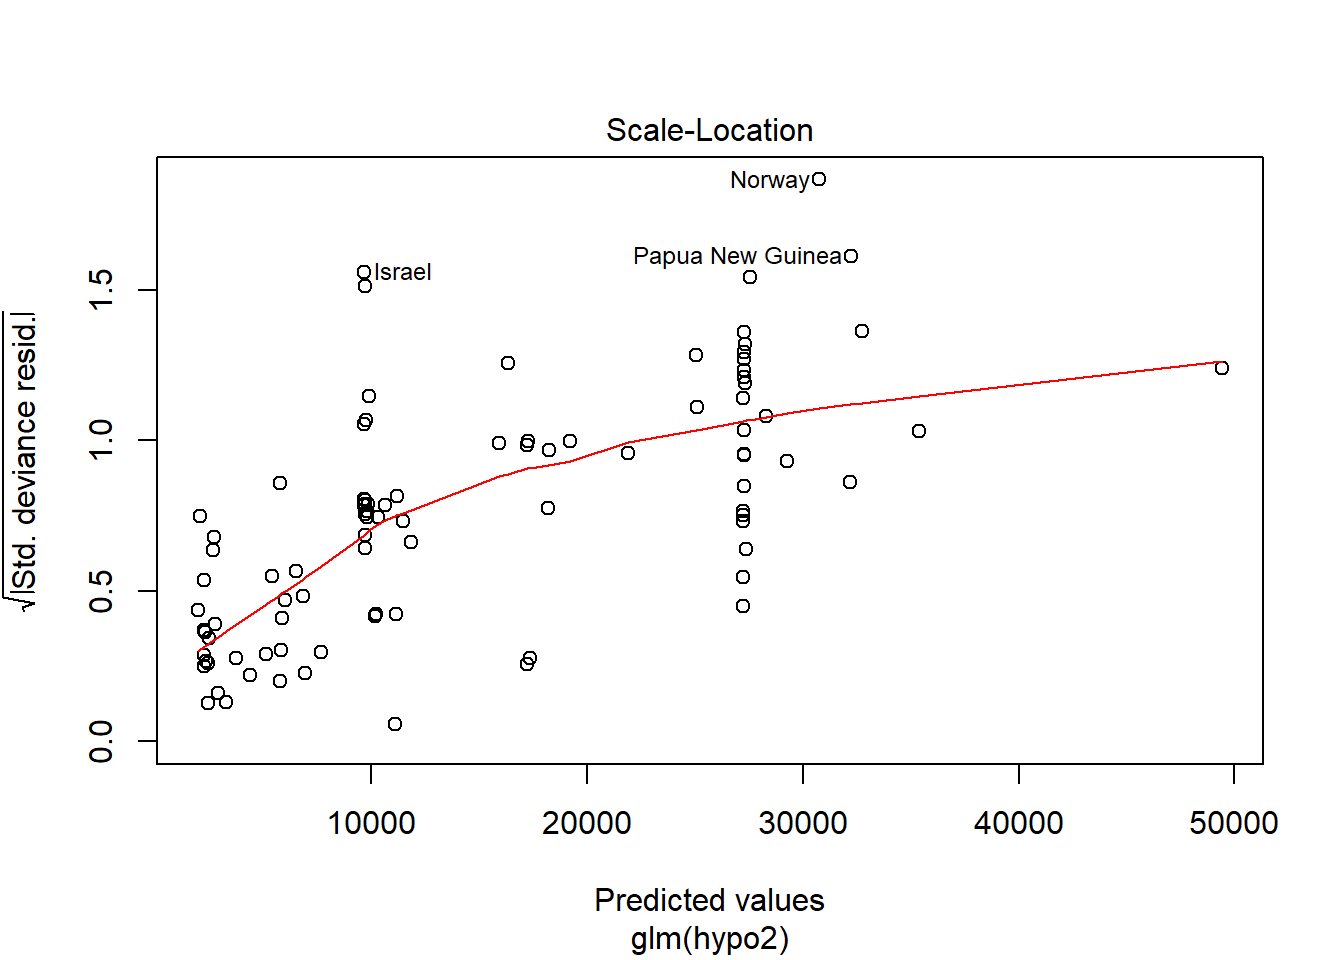 Scale-Location
Norway
Papua New Guinea
Israel
√|Std. deviance resid.|
0.0 0.5 1.0 1.5
10000 20000 30000 40000 50000
Predicted values
glm(hypo2)